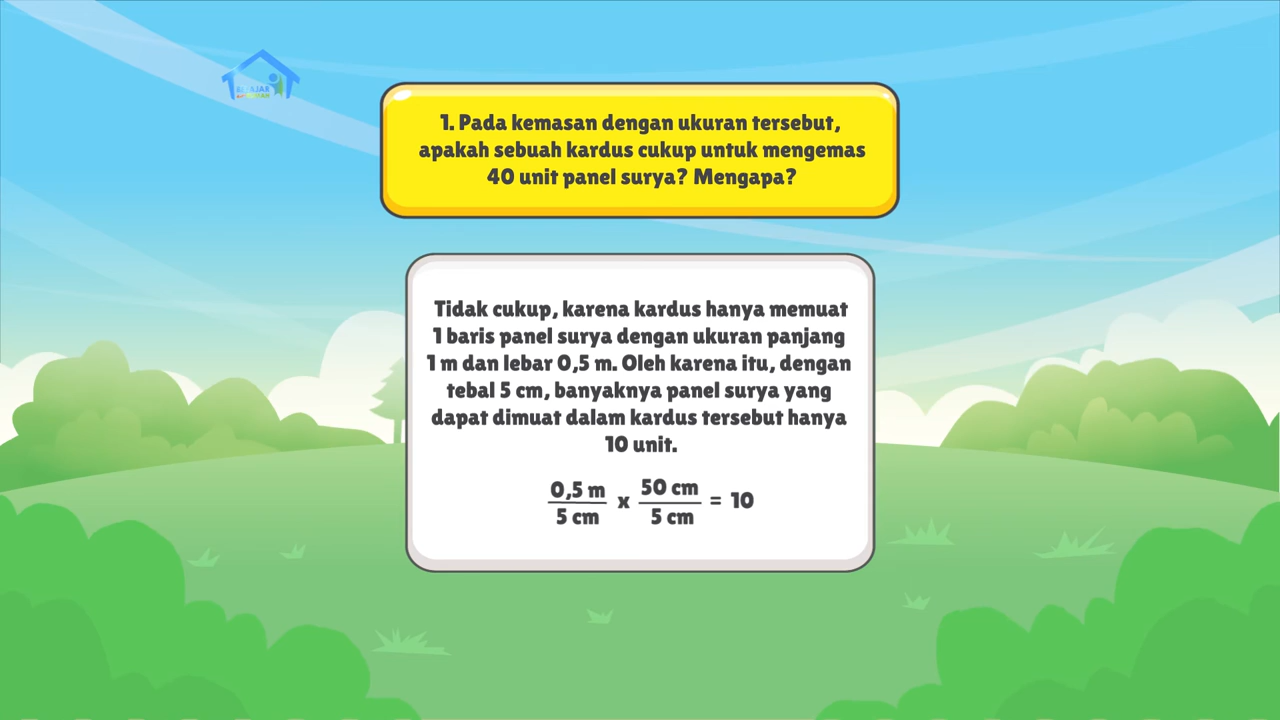 BELAJAR
1. Pada kemasan dengan ukuran tersebut,
apakah sebuah kardus cukup untuk mengemas
40 unit panel surya? Mengapa?
Tidak cukup, karena kardus hanya memuat
1 baris panel surya dengan ukuran panjang
1 m dan lebar 0,5 m. Oleh karena itu, dengan
tebal 5 cm, banyaknya panel surya yang
dapat dimuat dalam kardus tersebut hanya
10 unit.
0,5 m / 5 cm x 50 cm / 5 cm = 10